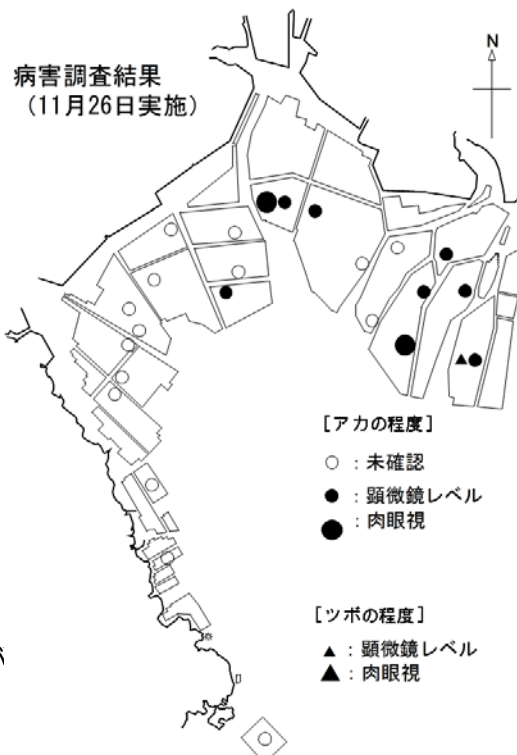 病害調査結果
(11月26日実施)
N
[アカの程度]
○ : 未確認
● : 顕微鏡レベル
● : 肉眼視
[ツボの程度]
▲ : 顕微鏡レベル
▲ : 肉眼視